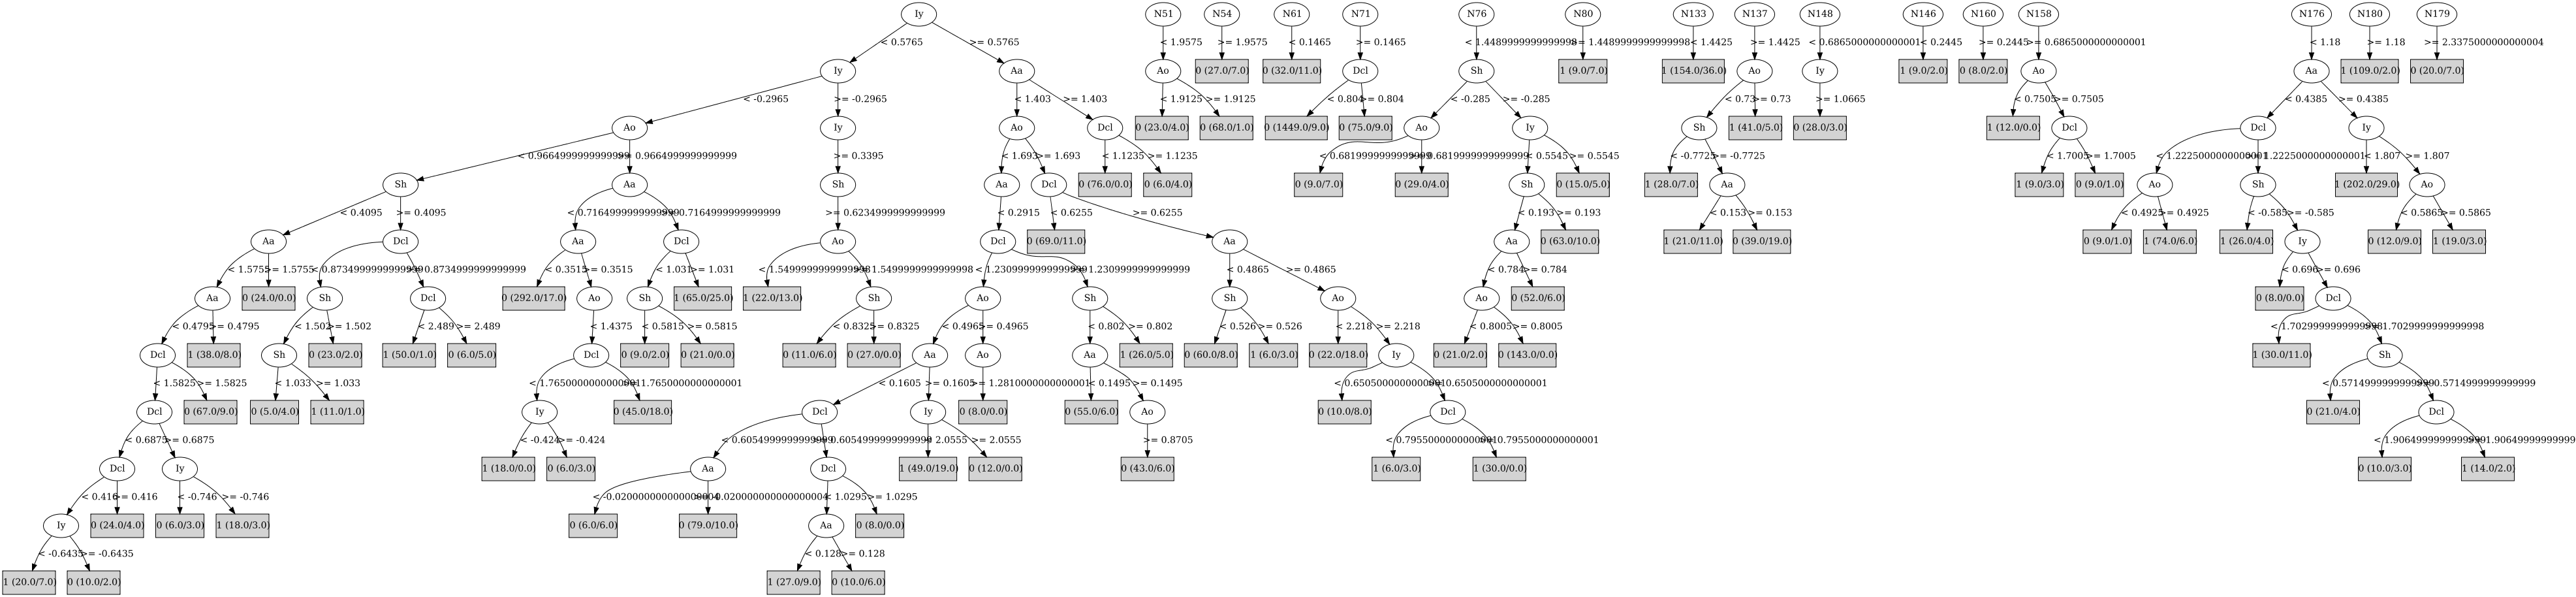 Iy N51 N54 N61 N71 N76 N80 N133 N137 N148 N146 N160 N158 N176 N180 N179
< 0.5765 >= 0.5765 < 1.9575 >= 1.9575 < 0.1465 >= 0.1465 < 1.4489999999999998 >= 1.4489999999999998 < 1.4425 >= 1.4425 < 0.6865000000000001 < 0.2445 >= 0.2445 >= 0.6865000000000001 < 1.18 >= 1.18 >= 2.3375000000000004
Iy Aa Ao 0 (27.0/7.0) 0 (32.0/11.0) Dcl Sh 1 (9.0/7.0) 1 (154.0/36.0) Ao Iy 1 (9.0/2.0) 0 (8.0/2.0) Ao Aa 1 (109.0/2.0) 0 (20.0/7.0)
< -0.2965 >= -0.2965 < 1.403 >= 1.403 < 1.9125 >= 1.9125 < 0.804 >= 0.804 < -0.285 >= -0.285 < 0.73 >= 0.73 >= 1.0665 < 0.7505 >= 0.7505 < 0.4385 >= 0.4385
Ao Iy Ao Dcl 0 (23.0/4.0) 0 (68.0/1.0) 0 (1449.0/9.0) 0 (75.0/9.0) Ao Iy Sh 1 (41.0/5.0) 0 (28.0/3.0) 1 (12.0/0.0) Dcl Dcl Iy
< 0.9664999999999999 >= 0.9664999999999999 >= 0.3395 < 1.693 >= 1.693 < 1.1235 >= 1.1235 < 0.6819999999999999 >= 0.6819999999999999 < 0.5545 >= 0.5545 < -0.7725 >= -0.7725 < 1.7005 >= 1.7005 < 1.2225000000000001 >= 1.2225000000000001 < 1.807 >= 1.807
Sh Aa Sh Aa Dcl 0 (76.0/0.0) 0 (6.0/4.0) 0 (9.0/7.0) 0 (29.0/4.0) Sh 0 (15.0/5.0) 1 (28.0/7.0) Aa 1 (9.0/3.0) 0 (9.0/1.0) Ao Sh 1 (202.0/29.0) Ao
< 0.4095 >= 0.4095 < 0.7164999999999999 >= 0.7164999999999999 >= 0.6234999999999999 < 0.2915 < 0.6255 >= 0.6255 < 0.193 >= 0.193 < 0.153 >= 0.153 < 0.4925 >= 0.4925 < -0.585 >= -0.585 < 0.5865 >= 0.5865
Aa Dcl Aa Dcl Ao Dcl 0 (69.0/11.0) Aa Aa 0 (63.0/10.0) 1 (21.0/11.0) 0 (39.0/19.0) 0 (9.0/1.0) 1 (74.0/6.0) 1 (26.0/4.0) Iy 0 (12.0/9.0) 1 (19.0/3.0)
< 1.5755 >= 1.5755 < 0.8734999999999999 >= 0.8734999999999999 < 0.3515 >= 0.3515 < 1.031 >= 1.031 < 1.5499999999999998 >= 1.5499999999999998 < 1.2309999999999999 >= 1.2309999999999999 < 0.4865 >= 0.4865 < 0.784 >= 0.784 < 0.696 >= 0.696
Aa 0 (24.0/0.0) Sh Dcl 0 (292.0/17.0) Ao Sh 1 (65.0/25.0) 1 (22.0/13.0) Sh Ao Sh Sh Ao Ao 0 (52.0/6.0) 0 (8.0/0.0) Dcl
< 0.4795 >= 0.4795 < 1.502 >= 1.502 < 2.489 >= 2.489 < 1.4375 < 0.5815 >= 0.5815 < 0.8325 >= 0.8325 < 0.4965 >= 0.4965 < 0.802 >= 0.802 < 0.526 >= 0.526 < 2.218 >= 2.218 < 0.8005 >= 0.8005 < 1.7029999999999998 >= 1.7029999999999998
Dcl 1 (38.0/8.0) Sh 0 (23.0/2.0) 1 (50.0/1.0) 0 (6.0/5.0) Dcl 0 (9.0/2.0) 0 (21.0/0.0) 0 (11.0/6.0) 0 (27.0/0.0) Aa Ao Aa 1 (26.0/5.0) 0 (60.0/8.0) 1 (6.0/3.0) 0 (22.0/18.0) Iy 0 (21.0/2.0) 0 (143.0/0.0) 1 (30.0/11.0) Sh
< 1.5825 >= 1.5825 < 1.033 >= 1.033 < 1.7650000000000001 >= 1.7650000000000001 < 0.1605 >= 0.1605 >= 1.2810000000000001 < 0.1495 >= 0.1495 < 0.6505000000000001 >= 0.6505000000000001 < 0.5714999999999999 >= 0.5714999999999999
Dcl 0 (67.0/9.0) 0 (5.0/4.0) 1 (11.0/1.0) Iy 0 (45.0/18.0) Dcl Iy 0 (8.0/0.0) 0 (55.0/6.0) Ao 0 (10.0/8.0) Dcl 0 (21.0/4.0) Dcl
< 0.6875 >= 0.6875 < -0.424 >= -0.424 < 0.6054999999999999 >= 0.6054999999999999 < 2.0555 >= 2.0555 >= 0.8705 < 0.7955000000000001 >= 0.7955000000000001 < 1.9064999999999999 >= 1.9064999999999999
Dcl Iy 1 (18.0/0.0) 0 (6.0/3.0) Aa Dcl 1 (49.0/19.0) 0 (12.0/0.0) 0 (43.0/6.0) 1 (6.0/3.0) 1 (30.0/0.0) 0 (10.0/3.0) 1 (14.0/2.0)
< 0.416 >= 0.416 < -0.746 >= -0.746 < -0.020000000000000004 >= -0.020000000000000004 < 1.0295 >= 1.0295
Iy 0 (24.0/4.0) 0 (6.0/3.0) 1 (18.0/3.0) 0 (6.0/6.0) 0 (79.0/10.0) Aa 0 (8.0/0.0)
< -0.6435 >= -0.6435 < 0.128 >= 0.128
1 (20.0/7.0) 0 (10.0/2.0) 1 (27.0/9.0) 0 (10.0/6.0)